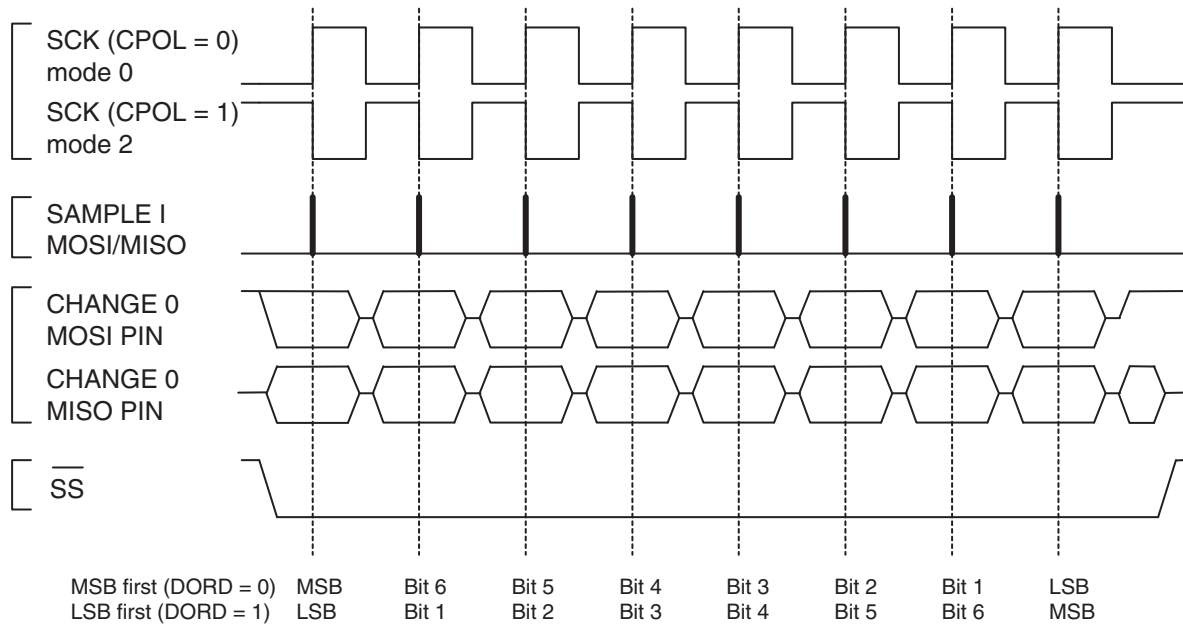 SCK (CPOL = 0)
mode 0
SCK (CPOL = 1)
mode 2
SAMPLE I
MOSI/MISO
CHANGE 0
MOSI PIN
CHANGE 0
MISO PIN
SS
MSB first (DORD = 0) MSB Bit 6 Bit 5 Bit 4 Bit 3 Bit 2 Bit 1 LSB
LSB first (DORD = 1) LSB Bit 1 Bit 2 Bit 3 Bit 4 Bit 5 Bit 6 MSB